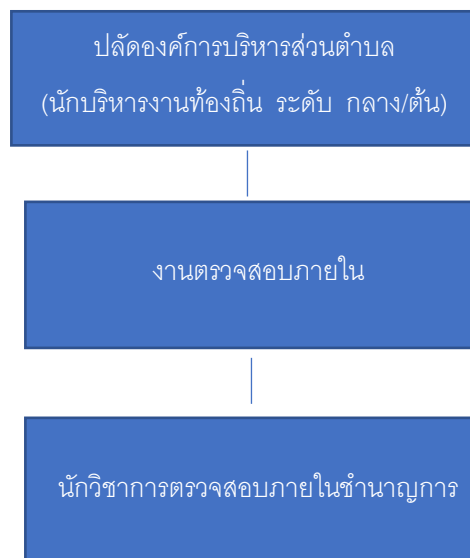 ปลัดองค์การบริหารส่วนตำบล
(นักบริหารงานท้องถิ่น ระดับ กลาง/ต้น)
งานตรวจสอบภายใน
นักวิชาการตรวจสอบภายในชำนาญการ